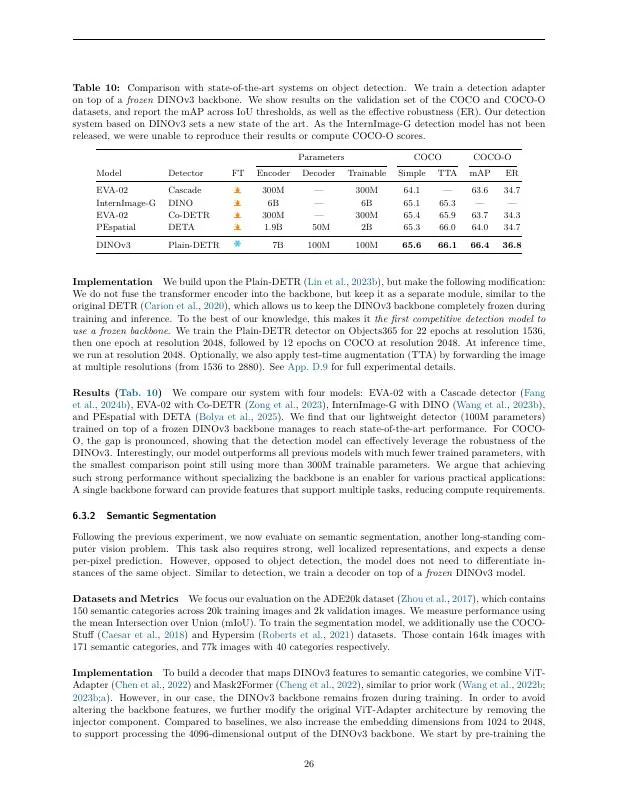 Table 10: Comparison with state-of-the-art systems on object detection. We train a detection adapter
on top of a frozen DINOv3 backbone. We show results on the validation set of the COCO and COCO-O
datasets, and report the mAP across IoU thresholds, as well as the effective robustness (ER). Our detection
system based on DINOv3 sets a new state of the art. As the InternImage-G detection model has not been
released, we were unable to reproduce their results or compute COCO-O scores.
Parameters COCO COCO-O
Model Detector FT Encoder Decoder Trainable Simple TTA mAP ER
EVA-02 Cascade 300M — 300M 64.1 — 63.6 34.7
InternImage-G DINO 6B — 6B 65.1 65.3 — —
EVA-02 Co-DETR 300M — 300M 65.4 65.9 63.7 34.3
PEspatial DETA 1.9B 50M 2B 65.3 66.0 64.0 34.7
DINOv3 Plain-DETR 7B 100M 100M 65.6 66.1 66.4 36.8
Implementation We build upon the Plain-DETR (Lin et al., 2023b), but make the following modification:
We do not fuse the transformer encoder into the backbone, but keep it as a separate module, similar to the
original DETR (Carion et al., 2020), which allows us to keep the DINOv3 backbone completely frozen during
training and inference. To the best of our knowledge, this makes it the first competitive detection model to
use a frozen backbone. We train the Plain-DETR detector on Objects365 for 22 epochs at resolution 1536,
then one epoch at resolution 2048, followed by 12 epochs on COCO at resolution 2048. At inference time,
we run at resolution 2048. Optionally, we also apply test-time augmentation (TTA) by forwarding the image
at multiple resolutions (from 1536 to 2880). See App. D.9 for full experimental details.
Results (Tab. 10) We compare our system with four models: EVA-02 with a Cascade detector (Fang
et al., 2024b), EVA-02 with Co-DETR (Zong et al., 2023), InternImage-G with DINO (Wang et al., 2023b),
and PEspatial with DETA (Bolya et al., 2025). We find that our lightweight detector (100M parameters)
trained on top of a frozen DINOv3 backbone manages to reach state-of-the-art performance. For COCO-
O, the gap is pronounced, showing that the detection model can effectively leverage the robustness of the
DINOv3. Interestingly, our model outperforms all previous models with much fewer trained parameters, with
the smallest comparison point still using more than 300M trainable parameters. We argue that achieving
such strong performance without specializing the backbone is an enabler for various practical applications:
A single backbone forward can provide features that support multiple tasks, reducing compute requirements.
6.3.2 Semantic Segmentation
Following the previous experiment, we now evaluate on semantic segmentation, another long-standing com-
puter vision problem. This task also requires strong, well localized representations, and expects a dense
per-pixel prediction. However, opposed to object detection, the model does not need to differentiate in-
stances of the same object. Similar to detection, we train a decoder on top of a frozen DINOv3 model.
Datasets and Metrics We focus our evaluation on the ADE20k dataset (Zhou et al., 2017), which contains
150 semantic categories across 20k training images and 2k validation images. We measure performance using
the mean Intersection over Union (mIoU). To train the segmentation model, we additionally use the COCO-
Stuff (Caesar et al., 2018) and Hypersim (Roberts et al., 2021) datasets. Those contain 164k images with
171 semantic categories, and 77k images with 40 categories respectively.
Implementation To build a decoder that maps DINOv3 features to semantic categories, we combine ViT-
Adapter (Chen et al., 2022) and Mask2Former (Cheng et al., 2022), similar to prior work (Wang et al., 2022b;
2023b;a). However, in our case, the DINOv3 backbone remains frozen during training. In order to avoid
altering the backbone features, we further modify the original ViT-Adapter architecture by removing the
injector component. Compared to baselines, we also increase the embedding dimensions from 1024 to 2048,
to support processing the 4096-dimensional output of the DINOv3 backbone. We start by pre-training the
26